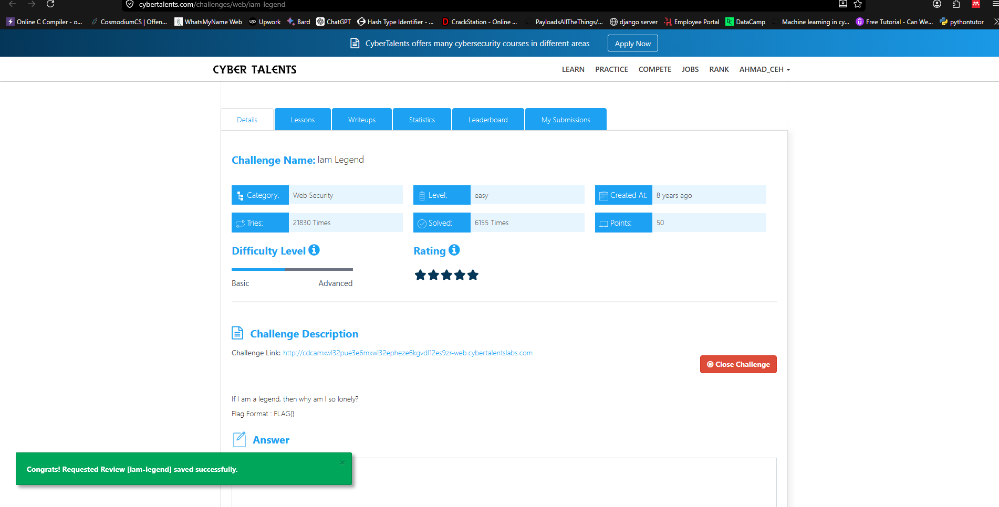 cybertalents.com/challenges/web/iam-legend
Online C Compiler - o... CosmodiumCS | Offen... WhatsMyName Web Upwork Bard ChatGPT Hash Type Identifier - ... CrackStation - Online ... PayloadsAllTheThings/... django server Employee Portal DataCamp Machine learning in cy... Free Tutorial - Can We... pythontutor
CyberTalents offers many cybersecurity courses in different areas Apply Now
CYBER TALENTS LEARN PRACTICE COMPETE JOBS RANK AHMAD_CEH
Details Lessons Writeups Statistics Leaderboard My Submissions
Challenge Name: Iam Legend
Category: Web Security Level: easy Created At: 8 years ago
Tries: 21830 Times Solved: 6155 Times Points: 50
Difficulty Level Rating
Basic Advanced
Challenge Description
Challenge Link: http://cdcamxwl32pue3e6mxwl32epheze6kgvdl12es9zr-web.cybertalentslabs.com
Close Challenge
If I am a legend, then why am I so lonely?
Flag Format : FLAG{}
Answer
Congrats! Requested Review [iam-legend] saved successfully. ×